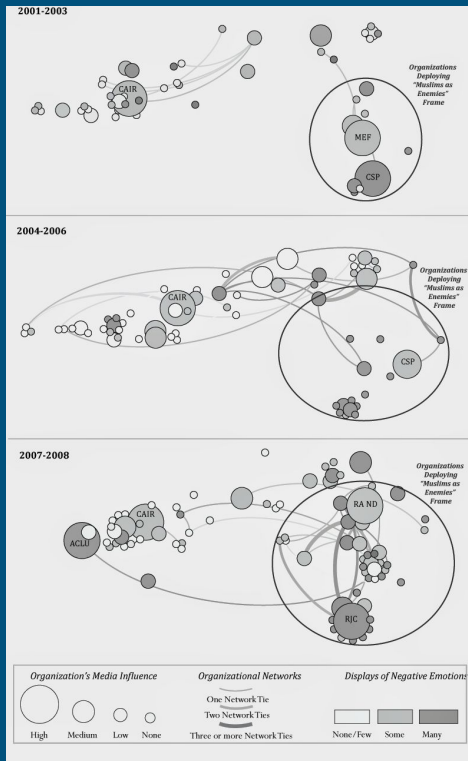 2001-2003
Organizations
Deploying
"Muslims as
Enemies"
Frame
CAIR
MEF
CSP
2004-2006
Organizations
Deploying
"Muslims as
Enemies"
Frame
CAIR
CSP
2007-2008
Organizations
Deploying
"Muslims as
Enemies"
Frame
RAND
CAIR
ACLU
RJC
Organization's Media Influence
Organizational Networks
Displays of Negative Emotions
One Network Tie
Two Network Ties
Three or more Network Ties
High Medium Low None
None/Few Some Many